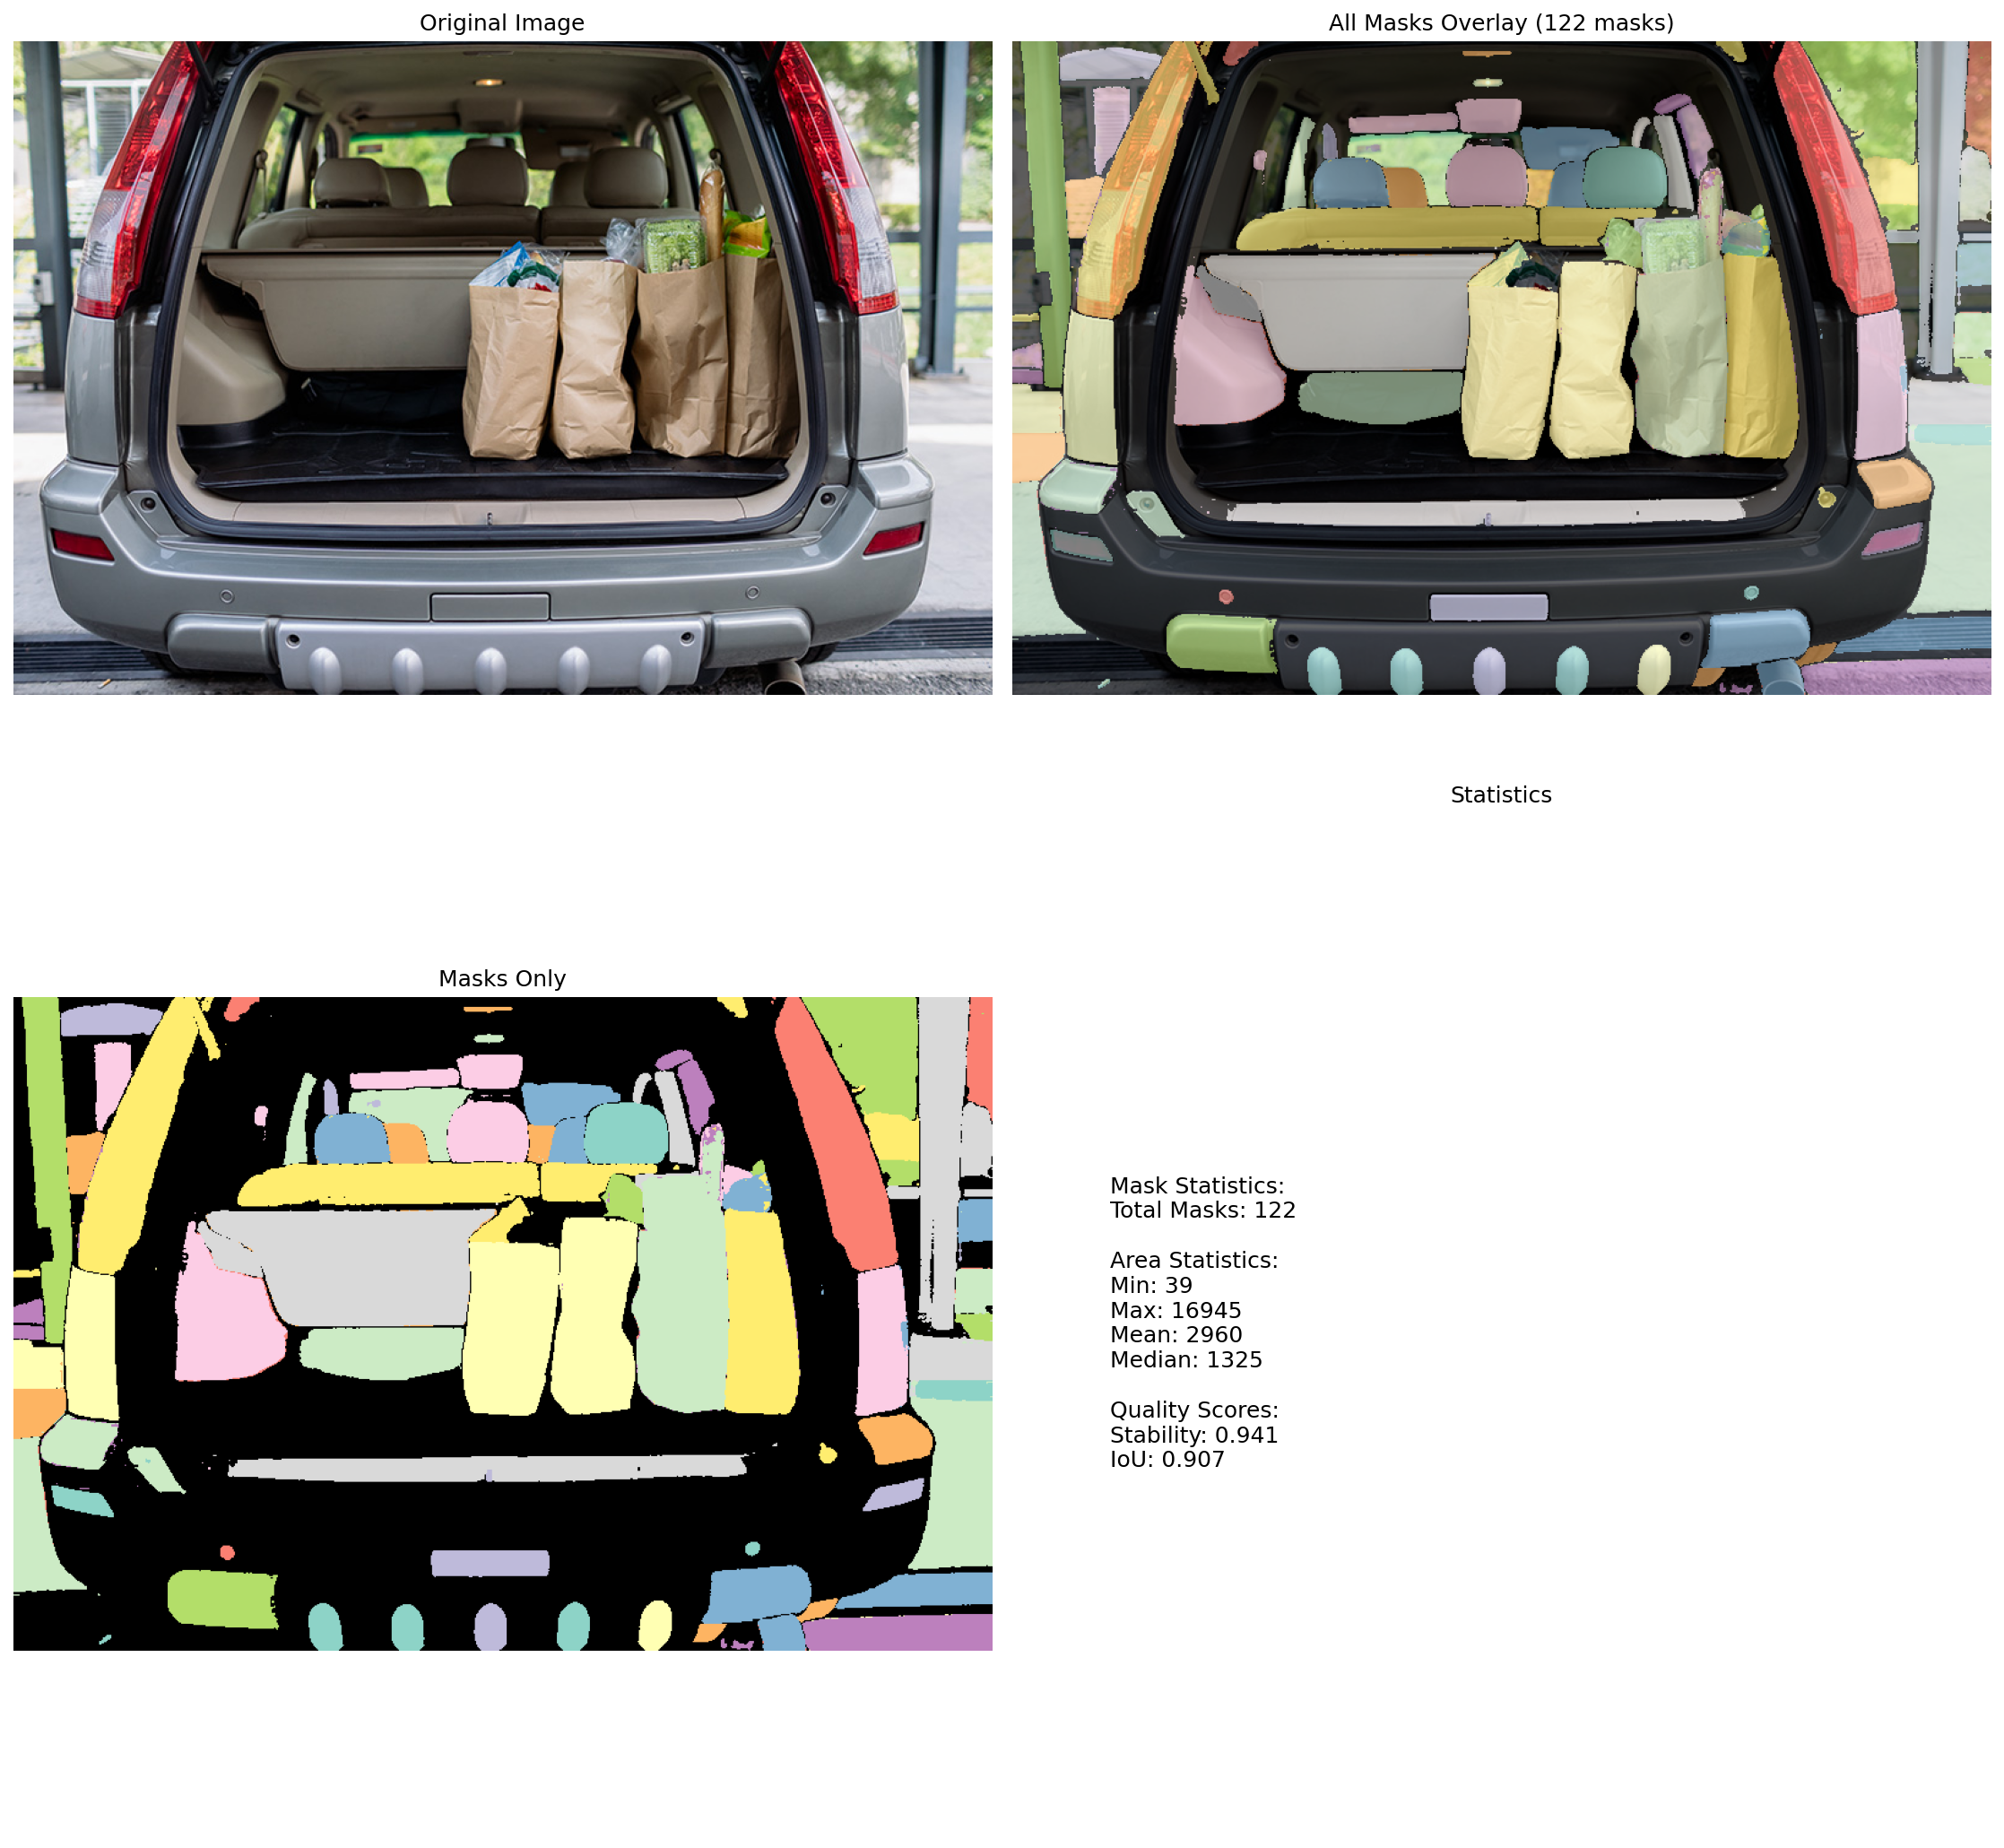 Original Image
All Masks Overlay (122 masks)
Masks Only
Statistics
Mask Statistics:
Total Masks: 122
Area Statistics:
Min: 39
Max: 16945
Mean: 2960
Median: 1325
Quality Scores:
Stability: 0.941
IoU: 0.907